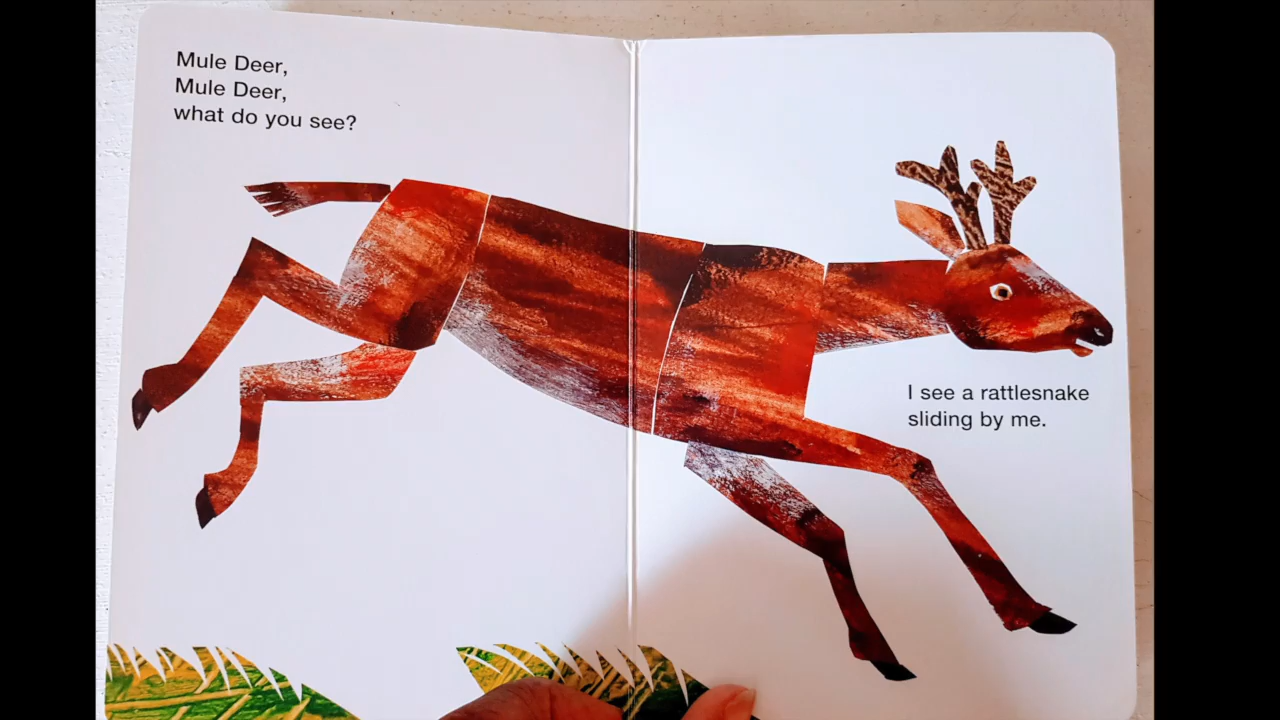 Mule Deer,
Mule Deer,
what do you see?
I see a rattlesnake
sliding by me.